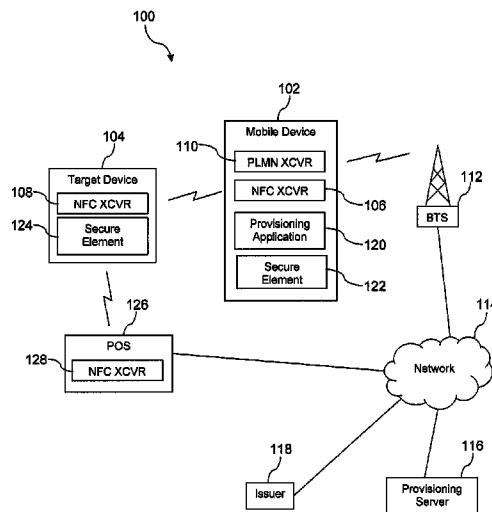 100
102
104
Mobile Device
110
PLMN XCVR
Target Device
112
108
NFC XCVR
NFC XCVR
106
124
Secure
Element
Provisioning
Application
120
BTS
Secure
Element
122
126
POS
114
128
NFC XCVR
Network
118
116
Issuer
Provisioning
Server